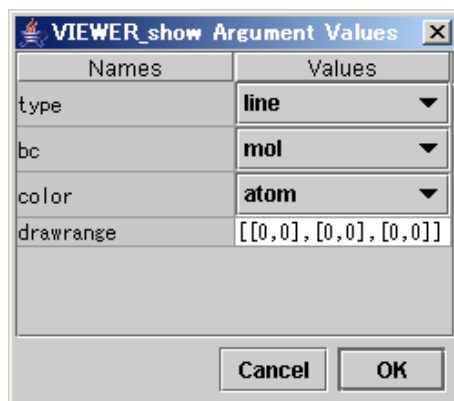 VIEWER_show Argument Values
Names Values
type line
bc mol
color atom
drawrange [[0,0],[0,0],[0,0]]
Cancel OK